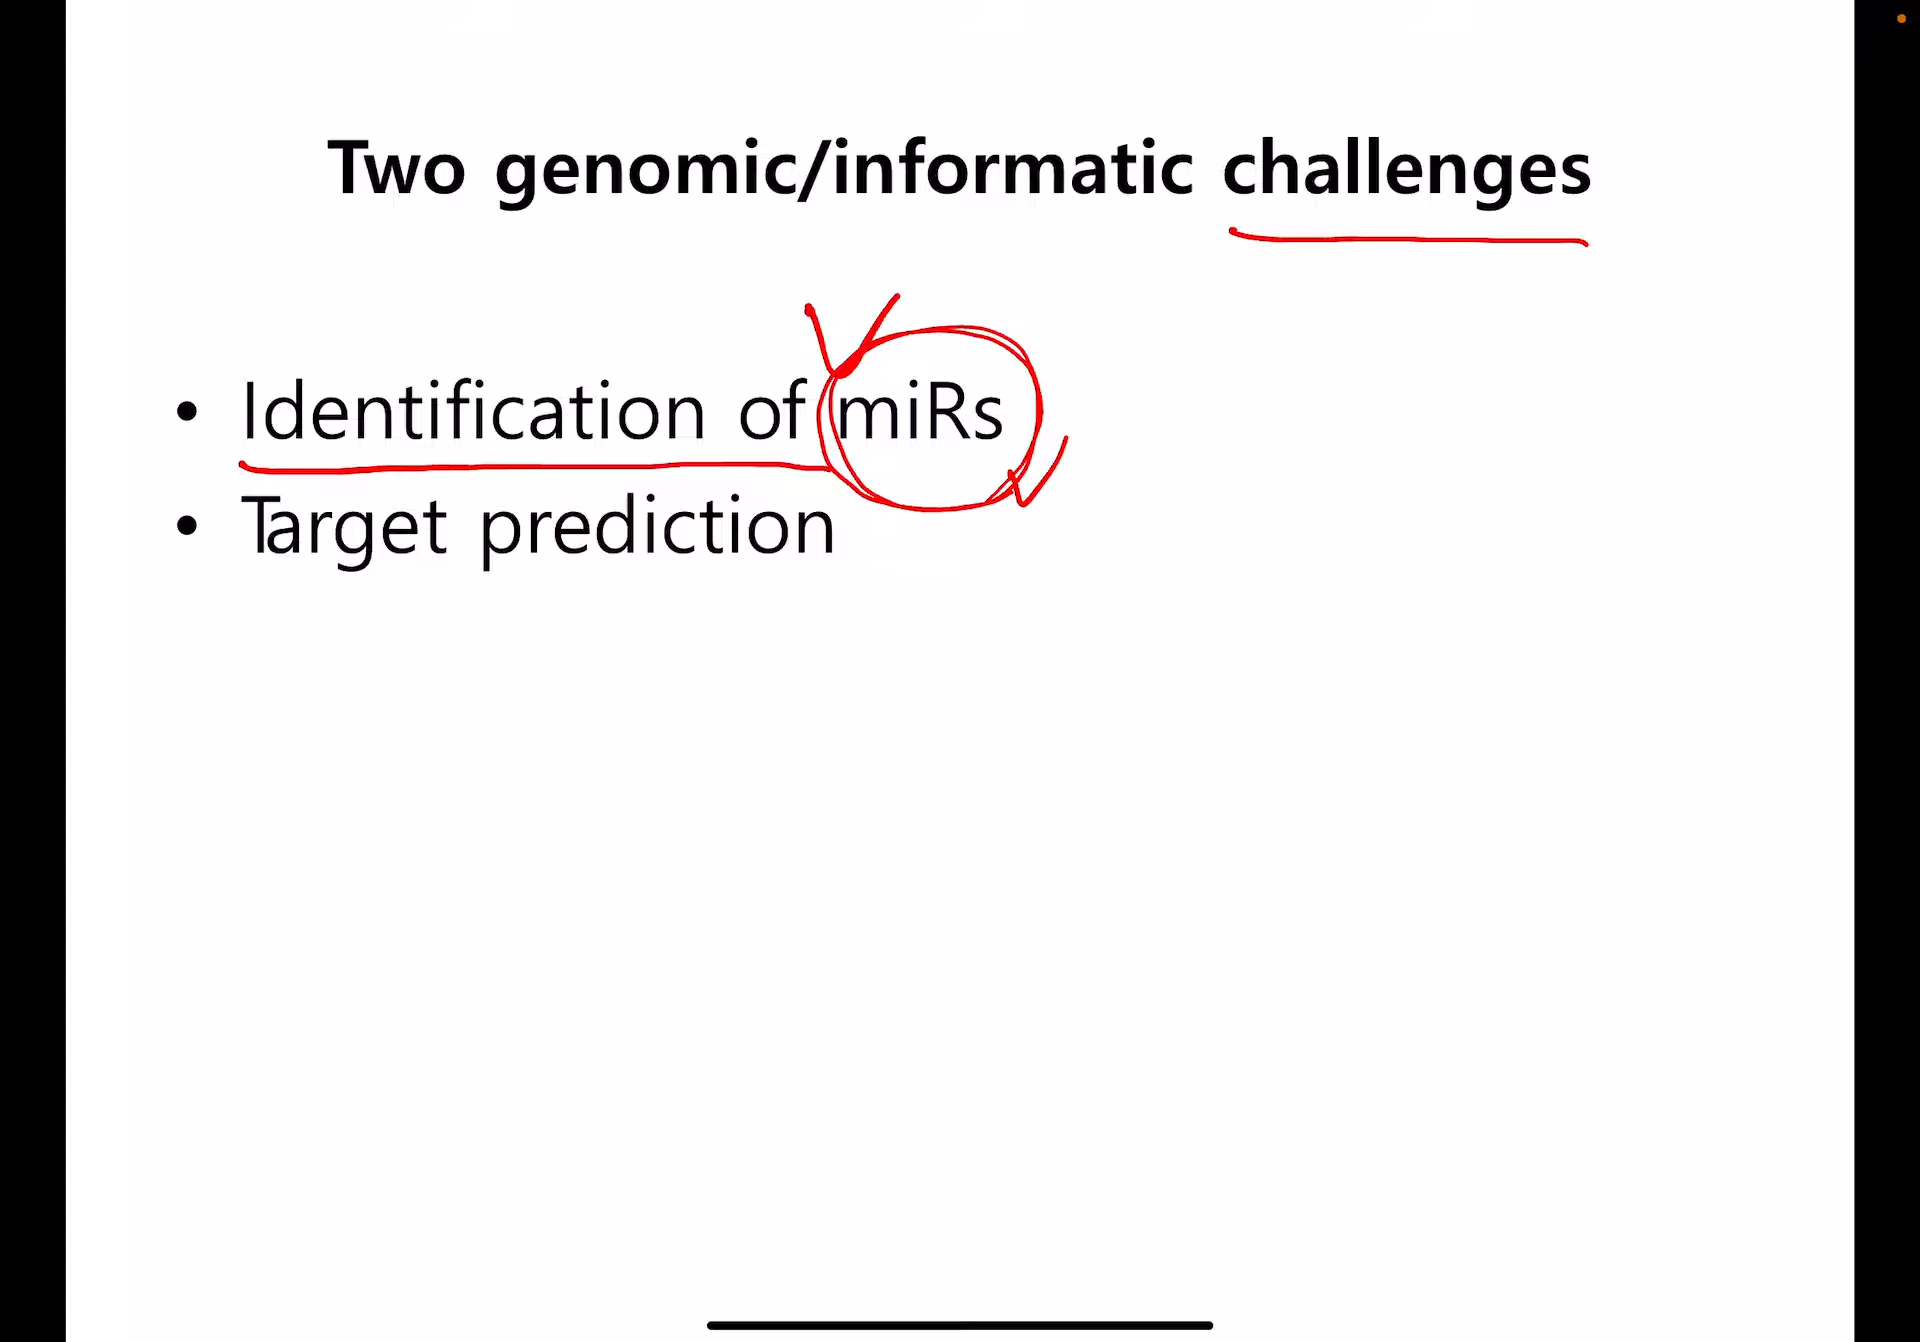 Two genomic/informatic challenges
• Identification of miRs
• Target prediction